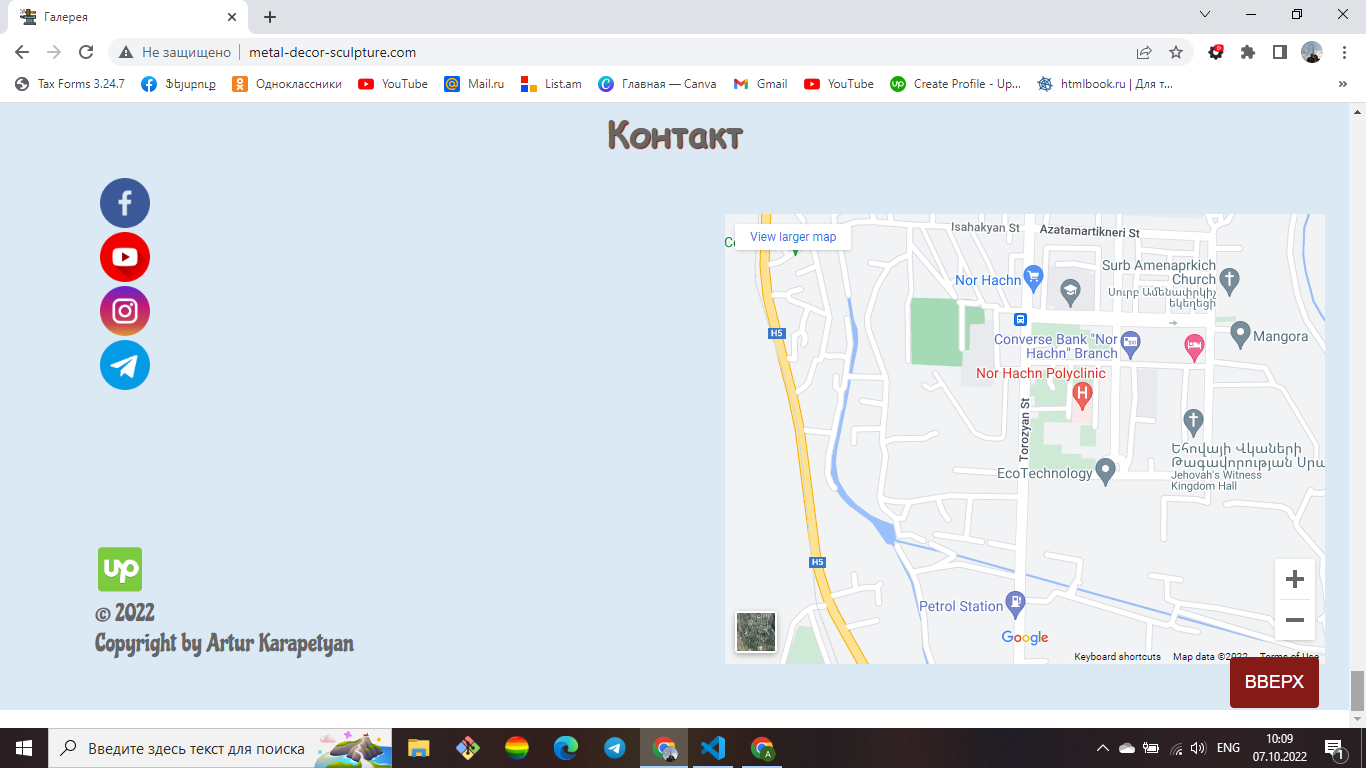 Галерея
Не защищено
metal-decor-sculpture.com
Tax Forms 3.24.7
Ֆեյսբուք
Одноклассники
YouTube
Mail.ru
List.am
Главная — Canva
Gmail
YouTube
Create Profile - Up...
htmlbook.ru | Для т...
»
Контакт
View larger map
Isahakyan St
Azatamartikneri St
Nor Hachn
Surb Amenaprkich
Church
Սուրբ Ամենափրկիչ
եկեղեցի
H5
Converse Bank "Nor
Hachn" Branch
Mangora
Nor Hachn Polyclinic
H
Torozyan St
EcoTechnology
Եհովայի Վկաների
Թագավորության Սրա
Jehovah's Witness
Kingdom Hall
H5
Petrol Station
Google
Keyboard shortcuts
Map data ©2022
Terms of Use
up
© 2022
Copyright by Artur Karapetyan
ВВЕРХ
Введите здесь текст для поиска
ENG
10:09
07.10.2022
1